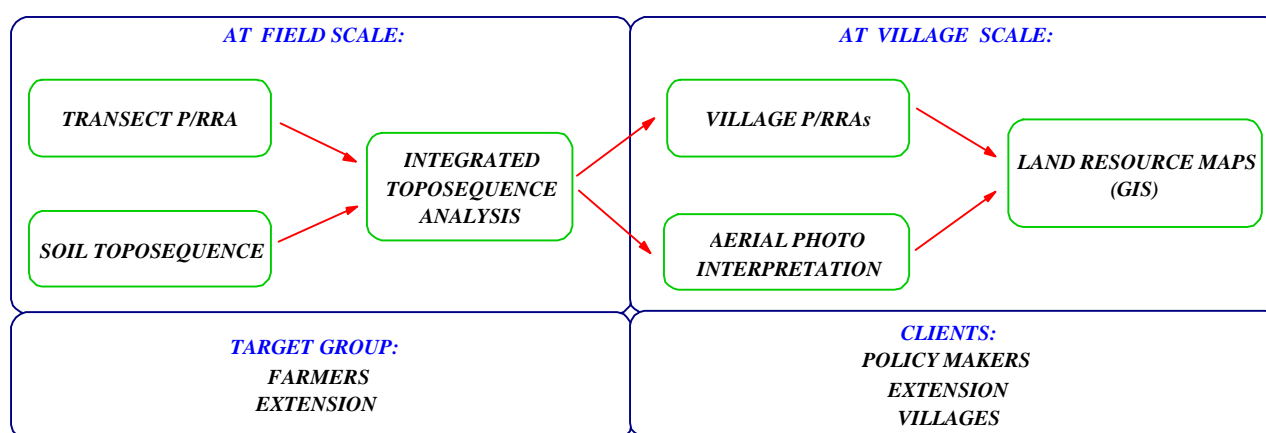 AT FIELD SCALE:
TRANSECT P/RRA
SOIL TOPOSEQUENCE
INTEGRATED
TOPOSEQUENCE
ANALYSIS
AT VILLAGE SCALE:
VILLAGE P/RRAs
AERIAL PHOTO
INTERPRETATION
LAND RESOURCE MAPS
(GIS)
TARGET GROUP:
FARMERS
EXTENSION
CLIENTS:
POLICY MAKERS
EXTENSION
VILLAGES